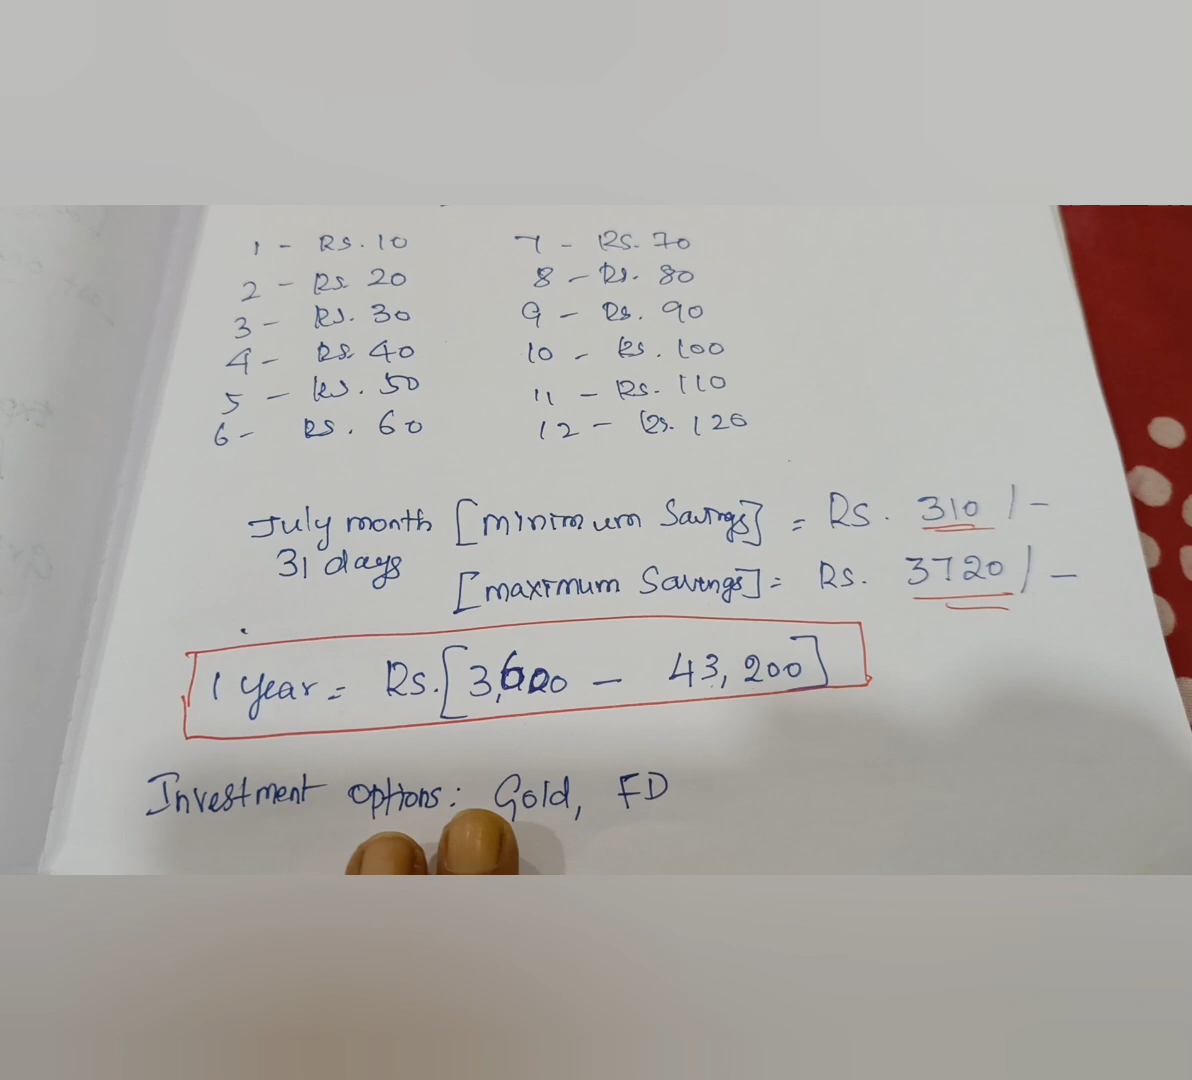 1 - Rs. 10
2 - Rs. 20
3 - Rs. 30
4 - Rs. 40
5 - Rs. 50
6 - Rs. 60
7 - Rs. 70
8 - Rs. 80
9 - Rs. 90
10 - Rs. 100
11 - Rs. 110
12 - Rs. 120
July month [minimum Savings] = Rs. 310/-
31 days [maximum Savings] = Rs. 3720/-
1 year = Rs. [3,600 - 43,200]
Investment options: Gold, FD